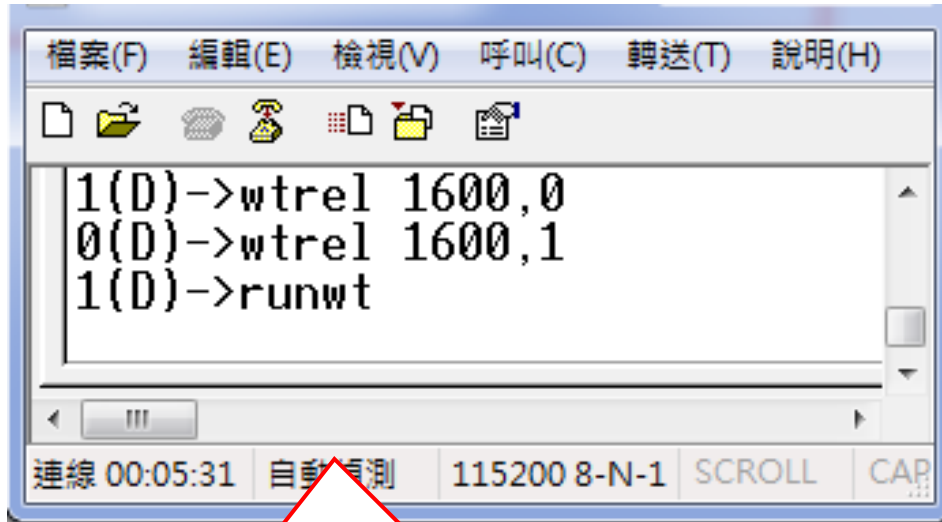 檔案(F) 編輯(E) 檢視(V) 呼叫(C) 轉送(T) 說明(H)
1(D)->wtrel 1600,0
0(D)->wtrel 1600,1
1(D)->runwt
連線 00:05:31 自動偵測 115200 8-N-1 SCROLL CAP